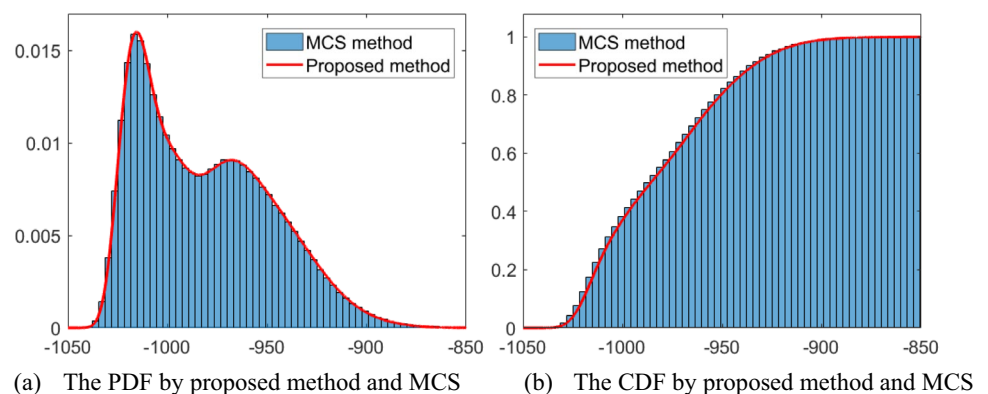 MCS method
Proposed method
0.015
0.01
0.005
0
-1050 -1000 -950 -900 -850
(a) The PDF by proposed method and MCS
MCS method
Proposed method
1
0.8
0.6
0.4
0.2
0
-1050 -1000 -950 -900 -850
(b) The CDF by proposed method and MCS